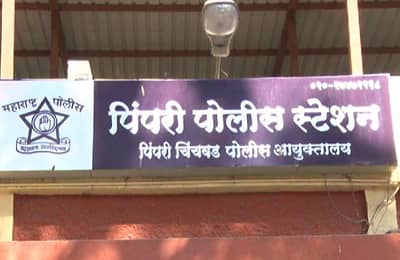 महाराष्ट्र पोलीस
पिंपरी पोलीस स्टेशन
पिंपरी चिंचवड पोलीस आयुक्तालय